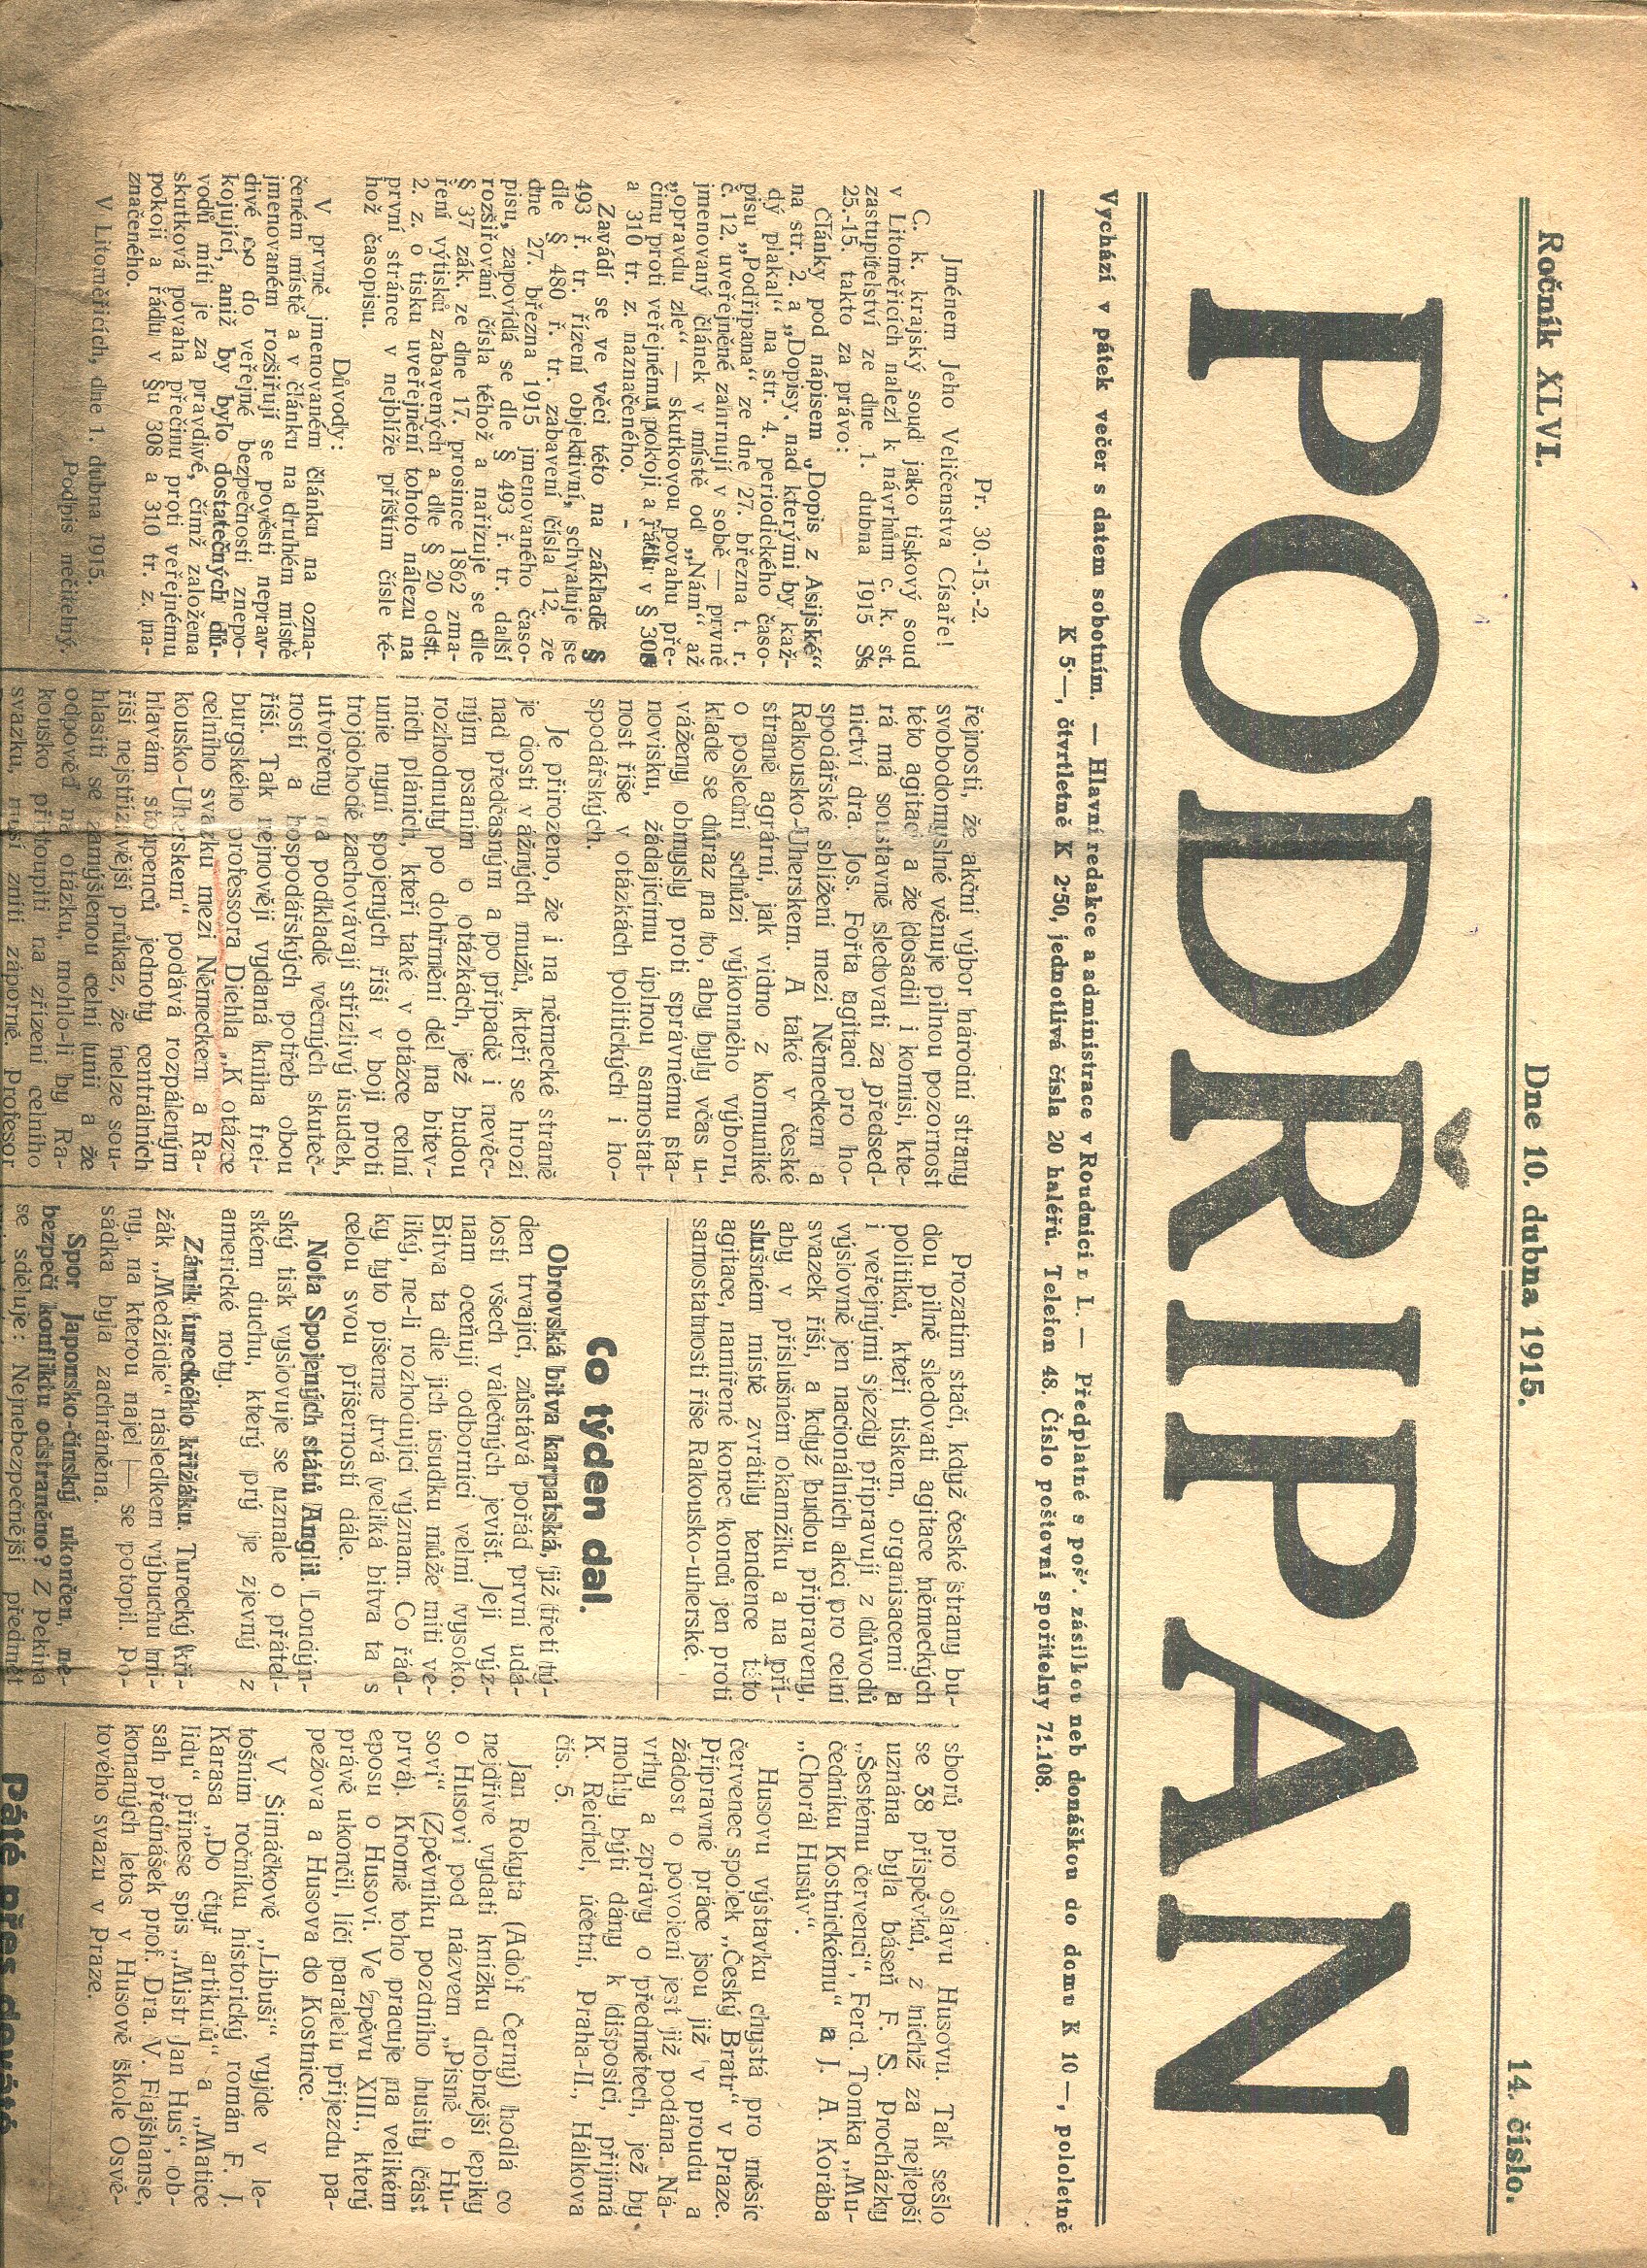 Ročník XLVI.
Dne 10. dubna 1915.
14. číslo.
PODŘIPAN
Vychází v pátek večer s datem sobotním. — Hlavní redakce a administrace v Roudnici n. L. — Předplatné s poš'. zásilkou neb donáškou do domu K 10—, pololetně
K 5·—, čtvrtletně K 2·50, jednotlivá čísla 20 haléřů. Telefon 48. Číslo poštovní spořitelny 71.108.
Pr. 30.-15.-2.
Jménem Jeho Veličenstva Císaře!
C. k. krajský soud jako tiskový soud
v Litoměřicích nalezl k návrhům c. k. st.
zastupitelství ze dne 1. dubna 1915 Ss
25.-15. takto za právo:
Články pod nápisem „Dopis z Asijské“
na str. 2. a „Dopisy, nad kterými by kaž-
dý plakal“ na str. 4. periodického časo-
pisu „Podřipana“ ze dne 27. března t. r.
č. 12. uveřejněné zahrnují v sobě — prvně
jmenovaný článek v místě od „Nám“ až
„opravdu zle“ — skutkovou povahu pře-
činu proti veřejnému pokoji a řádu v § 308
a 310 tr. z. naznačeného.
Zavádí se ve věci této na základě §
493 ř. tr. řízení objektivní, schvaluje se
dle § 480 ř. tr. zabavení čísla 12. ze
dne 27. března 1915 jmenovaného časo-
pisu, zapovídá se dle § 493 ř. tr. další
rozšiřování čísla téhož a nařizuje se dle
§ 37 zák. ze dne 17. prosince 1862 zma-
ření výtisků zabavených a dle § 20 odst.
2. z. o tisku uveřejnění tohoto nálezu na
první stránce v nejblíže příštím čísle té-
hož časopisu.
Důvody:
V prvně jmenovaném článku na ozna-
čeném místě a v článku na druhém místě
jmenovaném rozšiřují se pověsti neprav-
divé co do veřejné bezpečnosti znepo-
kojující, aniž by bylo dostatečných dů-
vodů míti je za pravdivé, čímž založena
skutková povaha přečinu proti veřejnému
pokoji a řádu v §u 308 a 310 tr. z. na-
značeného.
V Litoměřicích, dne 1. dubna 1915.
Podpis nečitelný.
řejnosti, že akční výbor národní strany
svobodomyslné věnuje pilnou pozornost
této agitaci a že dosadil i komisi, kte-
rá má soustavně sledovati za předsed-
nictví dra. Jos. Fořta agitaci pro ho-
spodářské sblížení mezi Německem a
Rakousko-Uherskem. A také v české
straně agrární, jak vidno z komuniké
o poslední schůzi výkonného výboru,
klade se důraz na to, aby byly včas u-
váženy obmysly proti správnému sta-
novisku, žádajícímu úplnou samostat-
nost říše v otázkách politických i ho-
spodářských.
Je přirozeno, že i na německé straně
je dosti vážných mužů, kteří se hrozí
nad předčasným a po případě i nevěc-
ným psaním o otázkách, jež budou
rozhodnuty po dohřmění děl na bitev-
ních pláních, kteří také v otázce celní
unie nyní spojených říší v boji proti
trojdohodě zachovávají střízlivý úsudek,
utvořený na podkladě věcných skuteč-
ností a hospodářských potřeb obou
říší. Tak nejnověji vydaná kniha frei-
burgského professora Diehla „K otázce
celního svazku mezi Německem a Ra-
kousko-Uherskem“ podává rozpáleným
hlavám stoupenců jednoty centrálních
říší nejstřízlivější průkaz, že nelze sou-
hlasiti se zamýšlenou celní unií a že
odpověď na otázku, mohlo-li by Ra-
kousko přistoupiti na zřízení celního
svazku, musí zníti záporně. Profesor
Prozatím stačí, když české strany bu-
dou pilně sledovati agitace německých
politiků, kteří tiskem, organisacemi a
i veřejnými sjezdy připravují z důvodů
výslovně jen nacionálních akci pro celní
svazek říší, a když budou připraveny,
aby v příslušném okamžiku a na pří-
slušném místě zvrátily tendence této
agitace, namířené konec konců jen proti
samostatnosti říše Rakousko-uherské.
Co týden dal.
Obrovská bitva karpatská, již třetí tý-
den trvající, zůstává pořád první udá-
lostí všech válečných jevišť. Její výz-
nam oceňují odborníci velmi vysoko.
Bitva ta dle jich úsudku může míti ve-
liký, ne-li rozhodující význam. Co řád-
ky tyto píšeme trvá veliká bitva ta s
celou svou příšerností dále.
Nota Spojených států Anglii. Londýn-
ský tisk vyslovuje se uznale o přátel-
ském duchu, který prý je zjevný z
americké noty.
Zánik tureckého křižáku. Turecký kři-
žák „Medžidie“ následkem výbuchu mi-
ny, na kterou najel — se potopil. Po-
sádka byla zachráněna.
Spor Japonsko-čínský ukončen, ne-
bezpečí konfliktu odstraněno? Z Pekina
se sděluje: Nejnebezpečnější předmět
sborů pro oslavu Husovu. Tak sešlo
se 38 příspěvků, z nichž za nejlepší
uznána byla báseň F. S. Procházky
„Šestému červenci“, Ferd. Tomka „Mu-
čedníku Kostnickému“ a J. A. Korába
„Chorál Husův“.
Husovu výstavku chystá pro měsíc
červenec spolek „Český Bratr“ v Praze.
Přípravné práce jsou již v proudu a
žádost o povolení jest již podána. Ná-
vrhy a zprávy o předmětech, jež by
mohly býti dány k disposici, přijímá
K. Reichel, účetní, Praha-II., Hálkova
čís. 5.
Jan Rokyta (Adolf Černý) hodlá co
nejdříve vydati knížku drobnější epiky
o Husovi pod názvem „Písně o Hu-
sovi“ (Zpěvníku pozdního husity část
prvá). Kromě toho pracuje na velikém
eposu o Husovi. Ve zpěvu XIII., který
právě ukončil, líčí paralelu příjezdu pa-
pežova a Husova do Kostnice.
V Šimáčkově „Libuši“ vyjde v le-
tošním ročníku historický román F. J.
Karasa „Do čtyř artikulů“ a „Matice
lidu“ přinese spis „Mistr Jan Hus“, ob-
sah přednášek prof. Dra. V. Flajšhanse,
konaných letos v Husově škole Osvě-
tového svazu v Praze.
Páté přes deváté